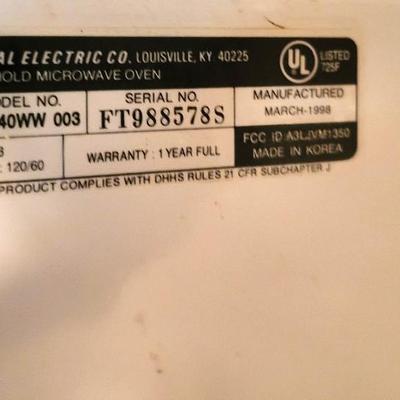 AL ELECTRIC CO. LOUISVILLE, KY 40225
HOLD MICROWAVE OVEN
UL LISTED
725F
ODEL NO.
40WW 003
SERIAL NO.
FT988578S
MANUFACTURED
MARCH-1998
: 120/60
WARRANTY : 1 YEAR FULL
FCC ID : A3LJVM1350
MADE IN KOREA
PRODUCT COMPLIES WITH DHHS RULES 21 CFR SUBCHAPTER J